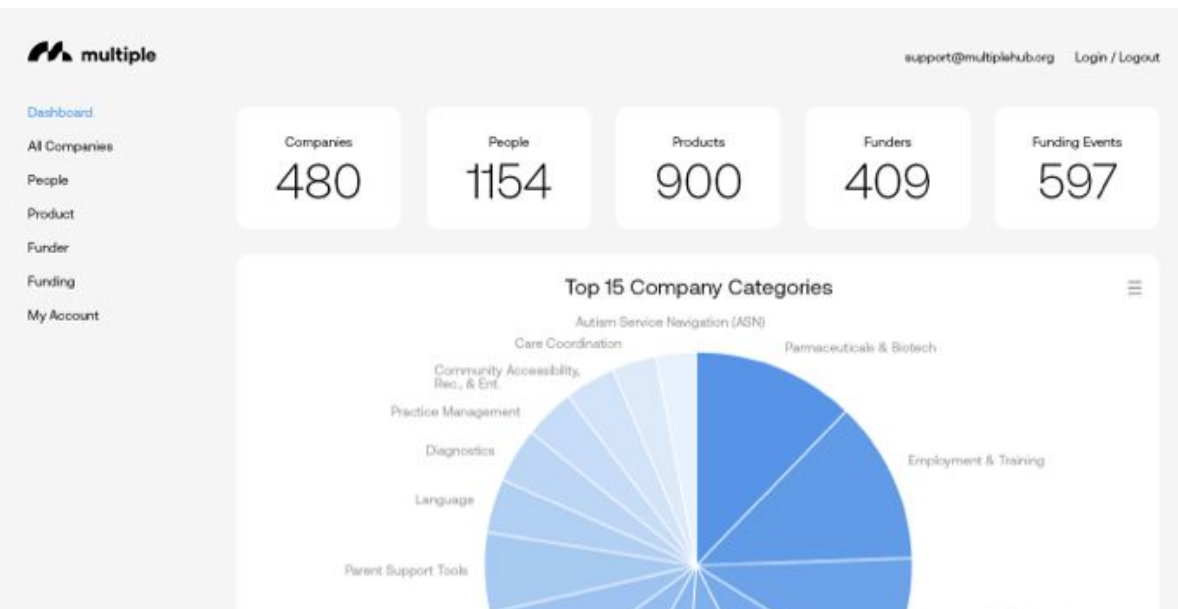 multiple
support@multiplehub.org Login / Logout
Dashboard
All Companies
People
Product
Funder
Funding
My Account
Companies
480
People
1154
Products
900
Funders
409
Funding Events
597
Top 15 Company Categories
Autism Service Navigation (ASN)
Care Coordination
Parmaceuticals & Biotech
Community Accessibility,
Rec., & Ent.
Practice Management
Diagnostics
Employment & Training
Language
Parent Support Tools